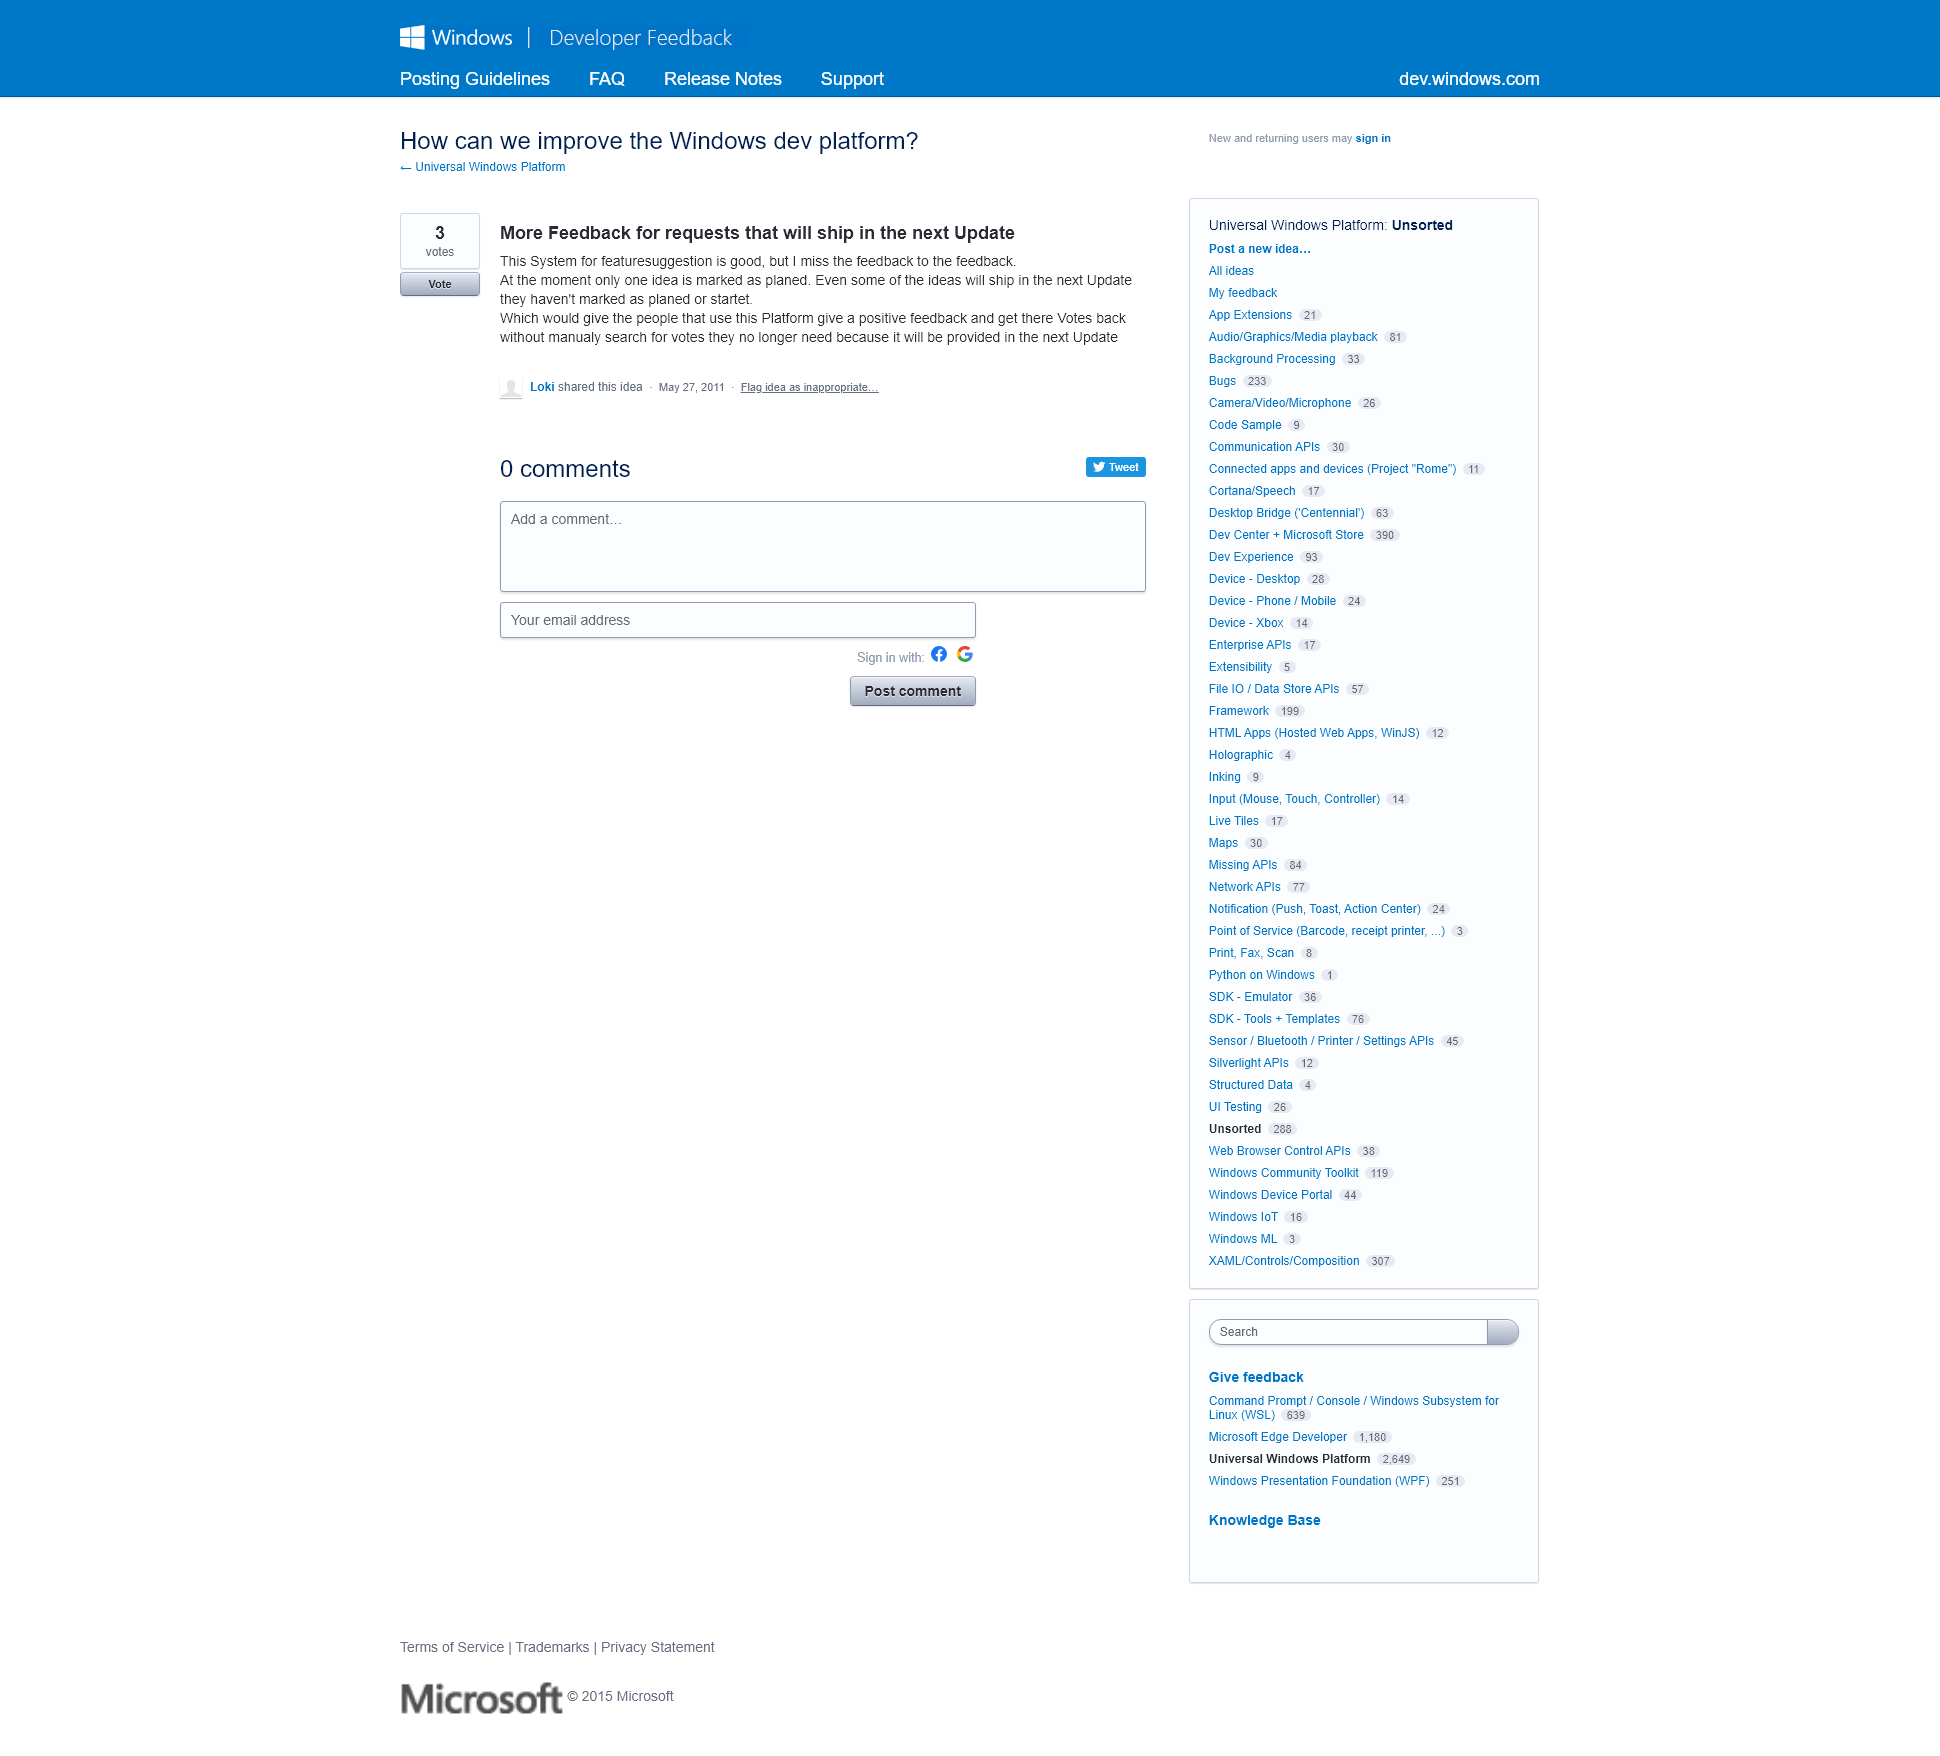 Windows | Developer Feedback
Posting Guidelines FAQ Release Notes Support dev.windows.com
How can we improve the Windows dev platform?
← Universal Windows Platform
New and returning users may sign in
3
votes
Vote
More Feedback for requests that will ship in the next Update
This System for featuresuggestion is good, but I miss the feedback to the feedback.
At the moment only one idea is marked as planed. Even some of the ideas will ship in the next Update
they haven't marked as planed or startet.
Which would give the people that use this Platform give a positive feedback and get there Votes back
without manualy search for votes they no longer need because it will be provided in the next Update
Loki shared this idea · May 27, 2011 · Flag idea as inappropriate…
0 comments
Tweet
Add a comment…
Your email address
Sign in with:
Post comment
Universal Windows Platform: Unsorted
Post a new idea…
All ideas
My feedback
App Extensions 21
Audio/Graphics/Media playback 81
Background Processing 33
Bugs 233
Camera/Video/Microphone 26
Code Sample 9
Communication APIs 30
Connected apps and devices (Project "Rome") 11
Cortana/Speech 17
Desktop Bridge ('Centennial') 63
Dev Center + Microsoft Store 390
Dev Experience 93
Device - Desktop 28
Device - Phone / Mobile 24
Device - Xbox 14
Enterprise APIs 17
Extensibility 5
File IO / Data Store APIs 57
Framework 199
HTML Apps (Hosted Web Apps, WinJS) 12
Holographic 4
Inking 9
Input (Mouse, Touch, Controller) 14
Live Tiles 17
Maps 30
Missing APIs 84
Network APIs 77
Notification (Push, Toast, Action Center) 24
Point of Service (Barcode, receipt printer, ...) 3
Print, Fax, Scan 8
Python on Windows 1
SDK - Emulator 36
SDK - Tools + Templates 76
Sensor / Bluetooth / Printer / Settings APIs 45
Silverlight APIs 12
Structured Data 4
UI Testing 26
Unsorted 288
Web Browser Control APIs 38
Windows Community Toolkit 119
Windows Device Portal 44
Windows IoT 16
Windows ML 3
XAML/Controls/Composition 307
Search
Give feedback
Command Prompt / Console / Windows Subsystem for
Linux (WSL) 639
Microsoft Edge Developer 1,180
Universal Windows Platform 2,649
Windows Presentation Foundation (WPF) 251
Knowledge Base
Terms of Service | Trademarks | Privacy Statement
Microsoft © 2015 Microsoft